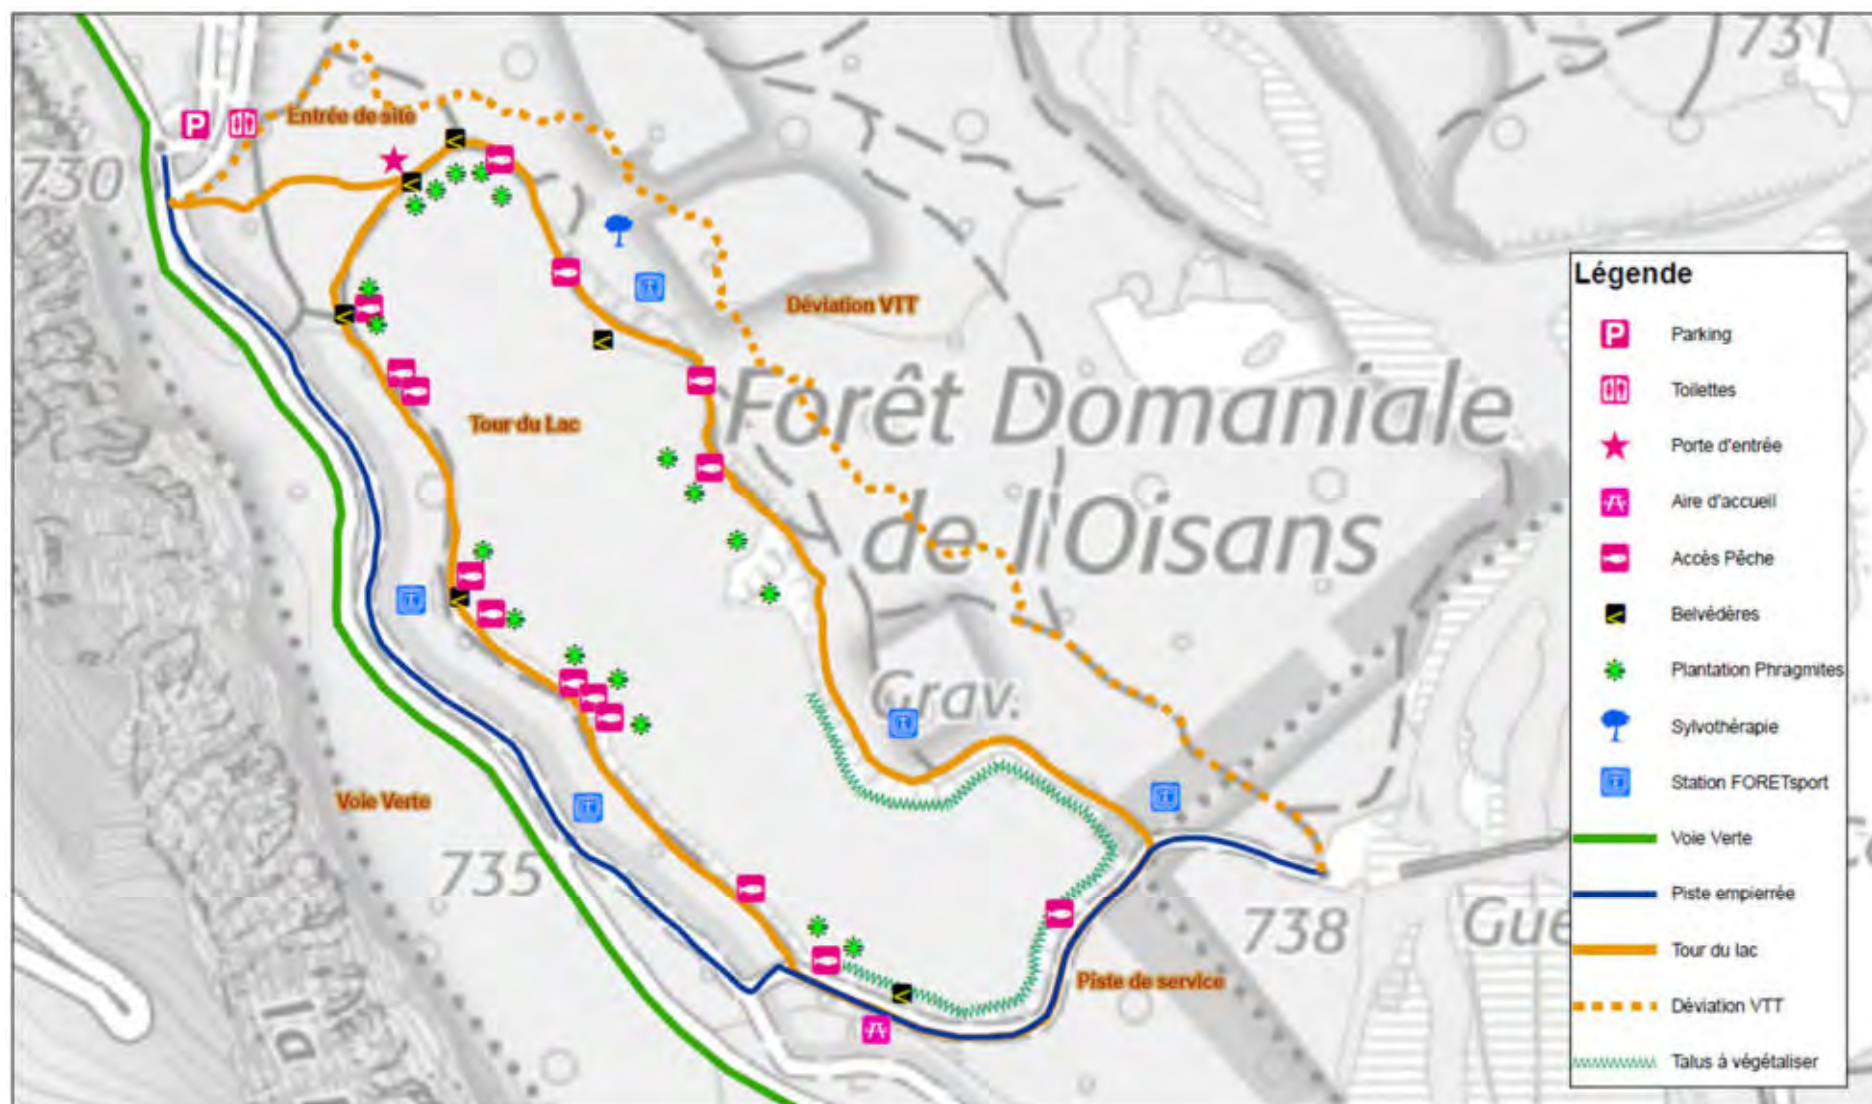 731
P
Entrée de site
730
Déviation VTT
Tour du Lac
Forêt Domaniale
de l'Oisans
Grav.
Voie Verte
735
738
Piste de service
Légende
P Parking
Toilettes
Porte d'entrée
Aire d'accueil
Accès Pêche
Belvédères
Plantation Phragmites
Sylvothérapie
Station FORETsport
Voie Verte
Piste empierrée
Tour du lac
Déviation VTT
Talus à végétaliser